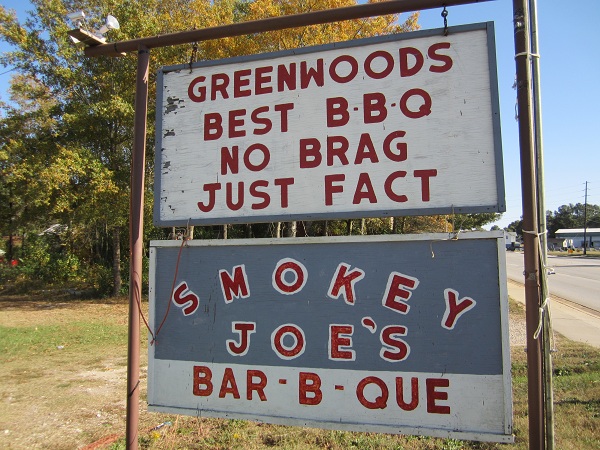 GREENWOODS
BEST B-B-Q
NO BRAG
JUST FACT
SMOKEY
JOE'S
BAR-B-QUE